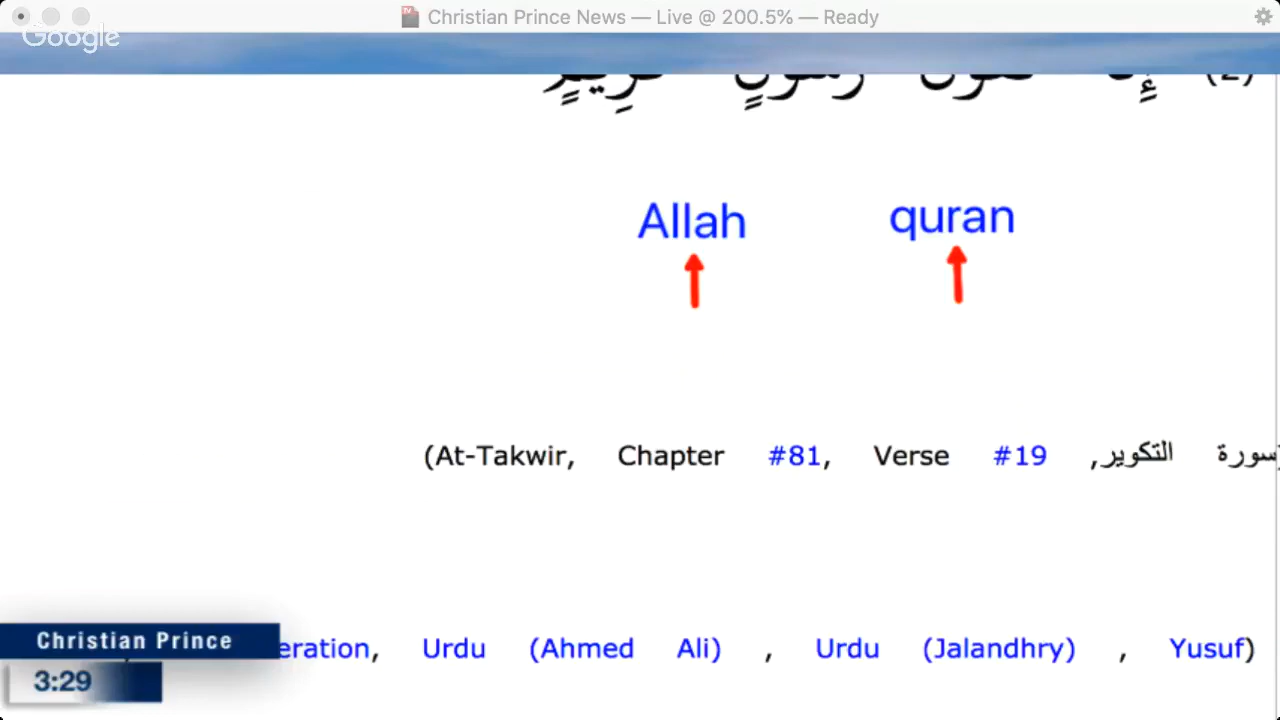 Christian Prince News — Live @ 200.5% — Ready
Google
Allah quran
(At-Takwir, Chapter #81, Verse #19 ,سورة التكوير
eration, Urdu (Ahmed Ali) , Urdu (Jalandhry) , Yusuf)
Christian Prince
3:29